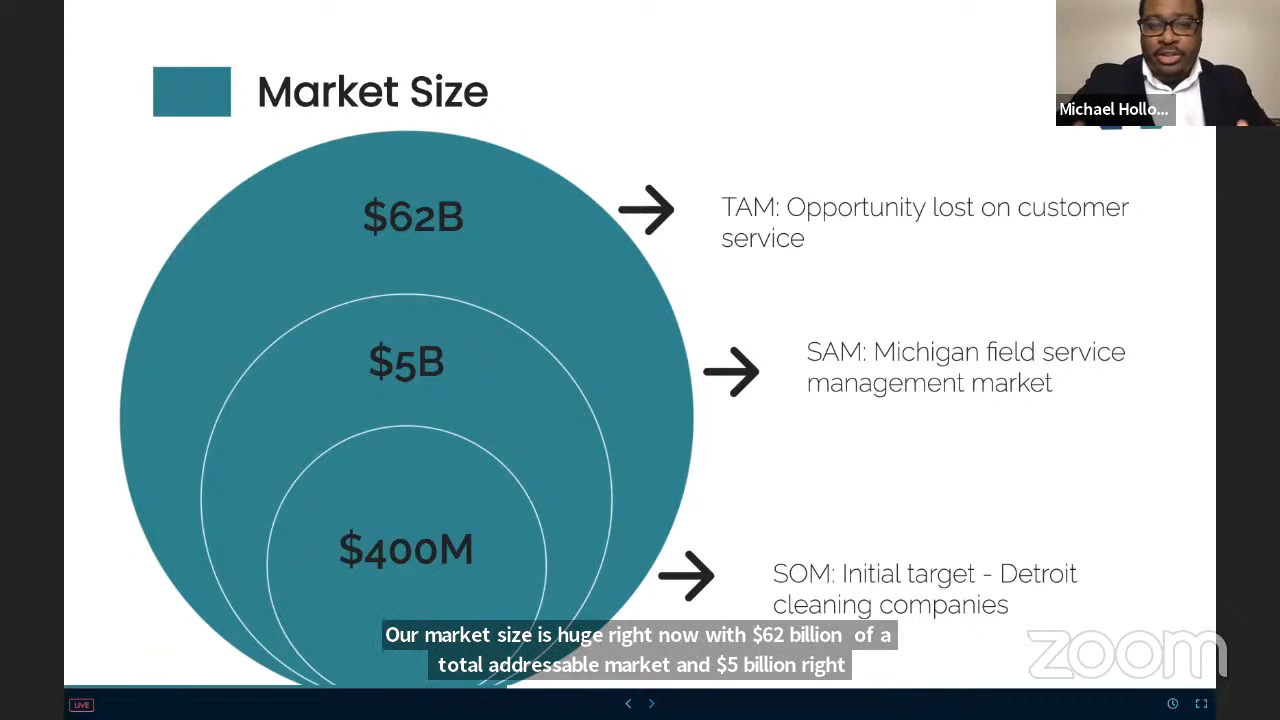 Market Size
Michael Hollo...
$62B
TAM: Opportunity lost on customer
service
$5B
SAM: Michigan field service
management market
$400M
SOM: Initial target - Detroit
cleaning companies
Our market size is huge right now with $62 billion of a
total addressable market and $5 billion right
zoom
LIVE